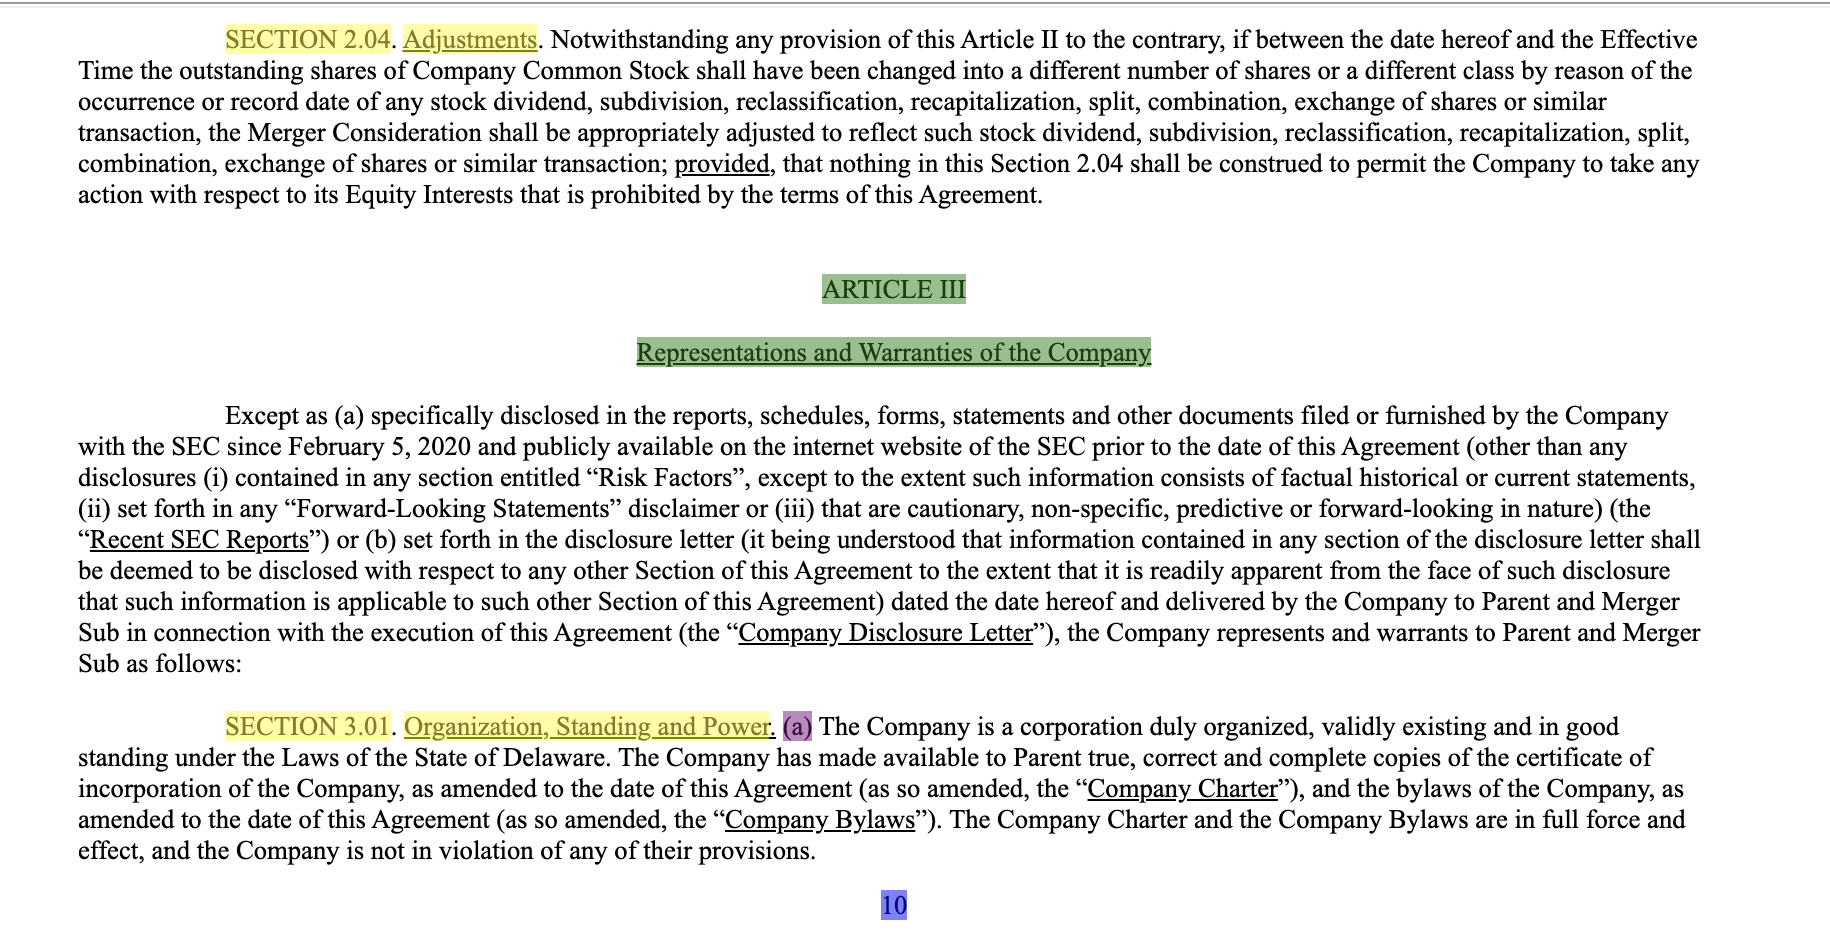 SECTION 2.04. Adjustments. Notwithstanding any provision of this Article II to the contrary, if between the date hereof and the Effective
Time the outstanding shares of Company Common Stock shall have been changed into a different number of shares or a different class by reason of the
occurrence or record date of any stock dividend, subdivision, reclassification, recapitalization, split, combination, exchange of shares or similar
transaction, the Merger Consideration shall be appropriately adjusted to reflect such stock dividend, subdivision, reclassification, recapitalization, split,
combination, exchange of shares or similar transaction; provided, that nothing in this Section 2.04 shall be construed to permit the Company to take any
action with respect to its Equity Interests that is prohibited by the terms of this Agreement.
ARTICLE III
Representations and Warranties of the Company
Except as (a) specifically disclosed in the reports, schedules, forms, statements and other documents filed or furnished by the Company
with the SEC since February 5, 2020 and publicly available on the internet website of the SEC prior to the date of this Agreement (other than any
disclosures (i) contained in any section entitled “Risk Factors”, except to the extent such information consists of factual historical or current statements,
(ii) set forth in any “Forward-Looking Statements” disclaimer or (iii) that are cautionary, non-specific, predictive or forward-looking in nature) (the
“Recent SEC Reports”) or (b) set forth in the disclosure letter (it being understood that information contained in any section of the disclosure letter shall
be deemed to be disclosed with respect to any other Section of this Agreement to the extent that it is readily apparent from the face of such disclosure
that such information is applicable to such other Section of this Agreement) dated the date hereof and delivered by the Company to Parent and Merger
Sub in connection with the execution of this Agreement (the “Company Disclosure Letter”), the Company represents and warrants to Parent and Merger
Sub as follows:
SECTION 3.01. Organization, Standing and Power. (a) The Company is a corporation duly organized, validly existing and in good
standing under the Laws of the State of Delaware. The Company has made available to Parent true, correct and complete copies of the certificate of
incorporation of the Company, as amended to the date of this Agreement (as so amended, the “Company Charter”), and the bylaws of the Company, as
amended to the date of this Agreement (as so amended, the “Company Bylaws”). The Company Charter and the Company Bylaws are in full force and
effect, and the Company is not in violation of any of their provisions.
10